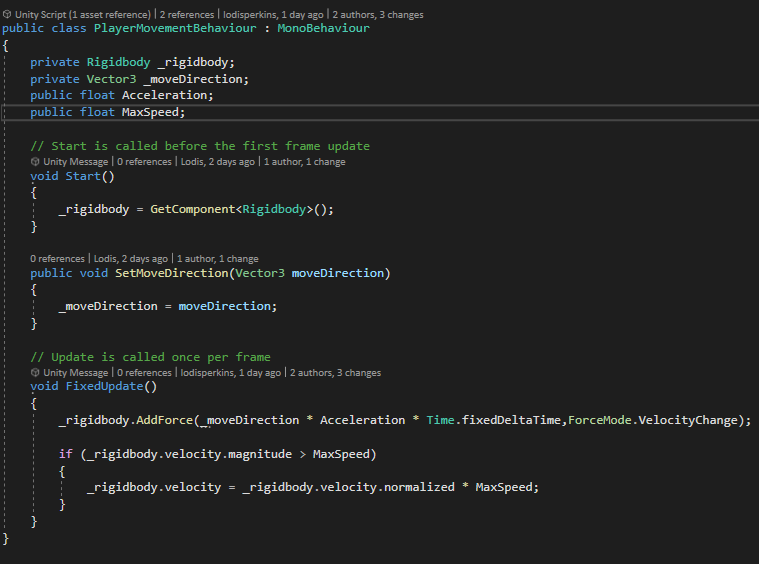 Unity Script (1 asset reference) | 2 references | lodisperkins, 1 day ago | 2 authors, 3 changes
public class PlayerMovementBehaviour : MonoBehaviour
{
private Rigidbody _rigidbody;
private Vector3 _moveDirection;
public float Acceleration;
public float MaxSpeed;
// Start is called before the first frame update
Unity Message | 0 references | Lodis, 2 days ago | 1 author, 1 change
void Start()
{
_rigidbody = GetComponent<Rigidbody>();
}
0 references | Lodis, 2 days ago | 1 author, 1 change
public void SetMoveDirection(Vector3 moveDirection)
{
_moveDirection = moveDirection;
}
// Update is called once per frame
Unity Message | 0 references | lodisperkins, 1 day ago | 2 authors, 3 changes
void FixedUpdate()
{
_rigidbody.AddForce(_moveDirection * Acceleration * Time.fixedDeltaTime,ForceMode.VelocityChange);
if (_rigidbody.velocity.magnitude > MaxSpeed)
{
_rigidbody.velocity = _rigidbody.velocity.normalized * MaxSpeed;
}
}
}